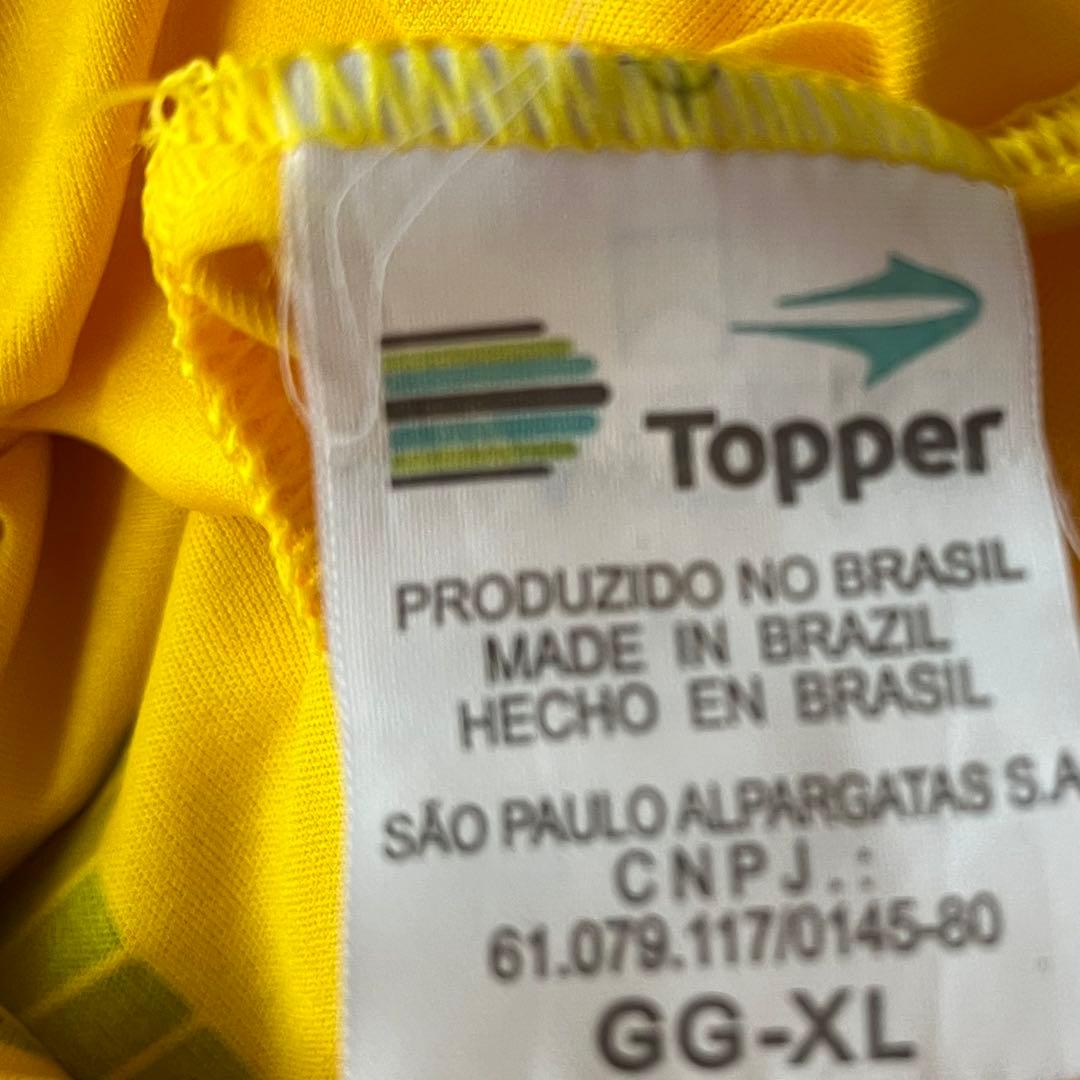 Topper
PRODUZIDO NO BRASIL
MADE IN BRAZIL
HECHO EN BRASIL
SÃO PAULO ALPARGATAS S.A
CNPJ.:
61.079.117/0145-80
GG-XL